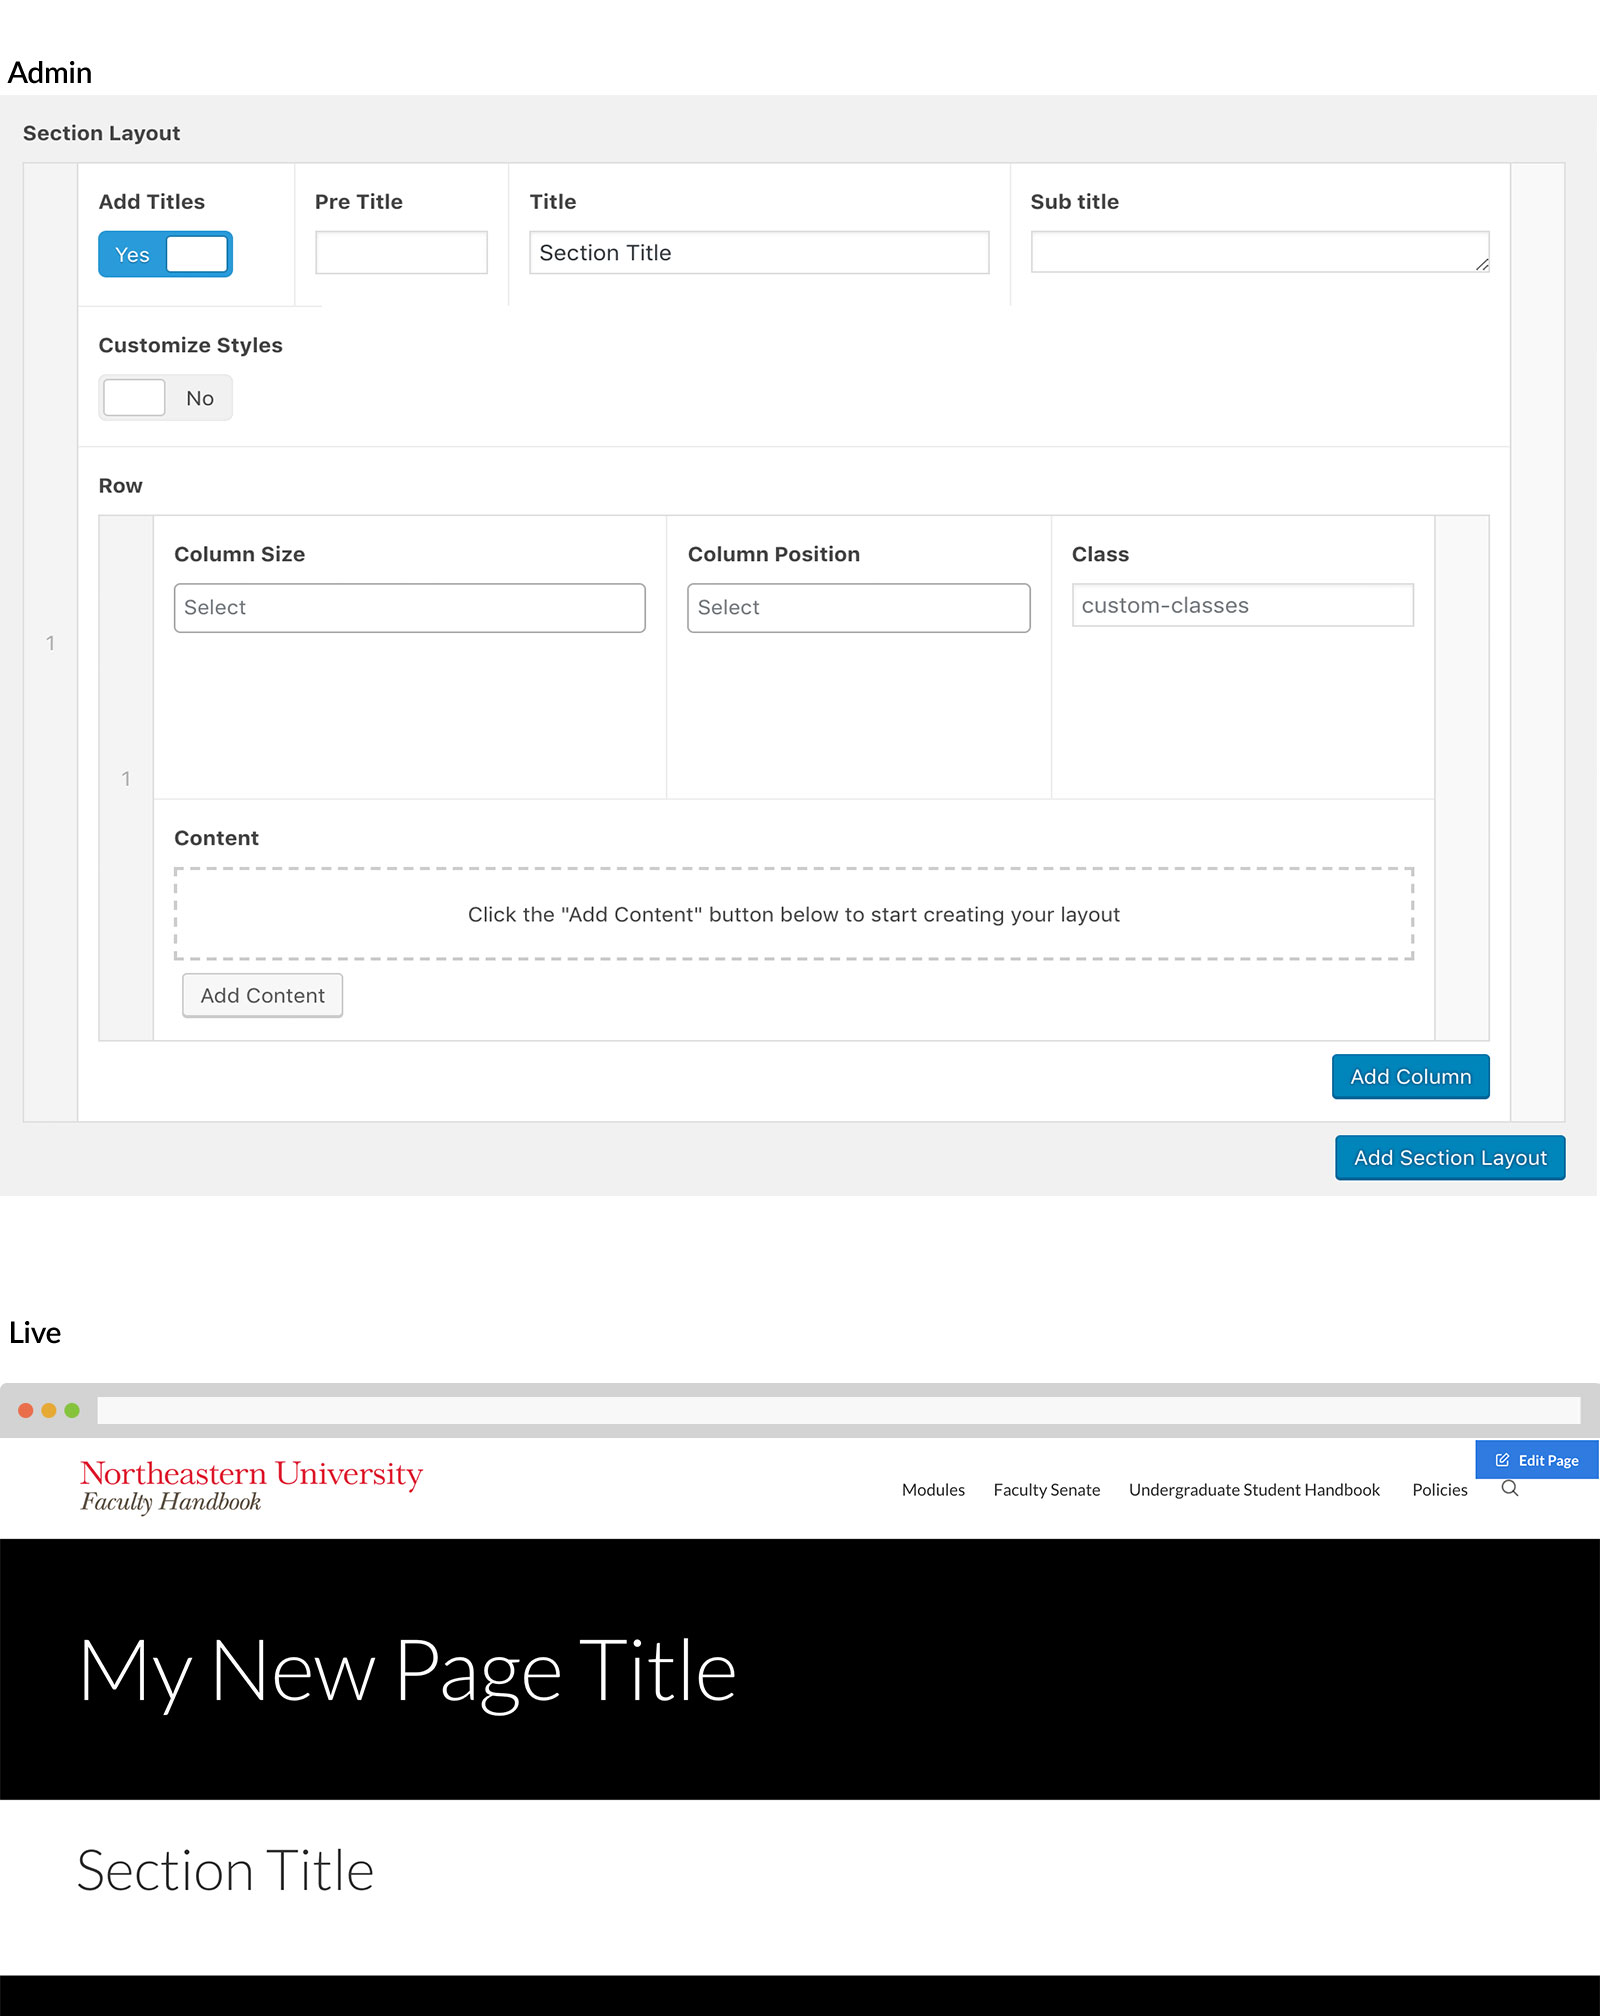 Admin
Section Layout
Add Titles
Pre Title
Title
Sub title
Yes
Section Title
Customize Styles
No
Row
Column Size
Column Position
Class
Select
Select
custom-classes
1
1
Content
Click the "Add Content" button below to start creating your layout
Add Content
Add Column
Add Section Layout
Live
Edit Page
Northeastern University
Faculty Handbook
Modules
Faculty Senate
Undergraduate Student Handbook
Policies
My New Page Title
Section Title